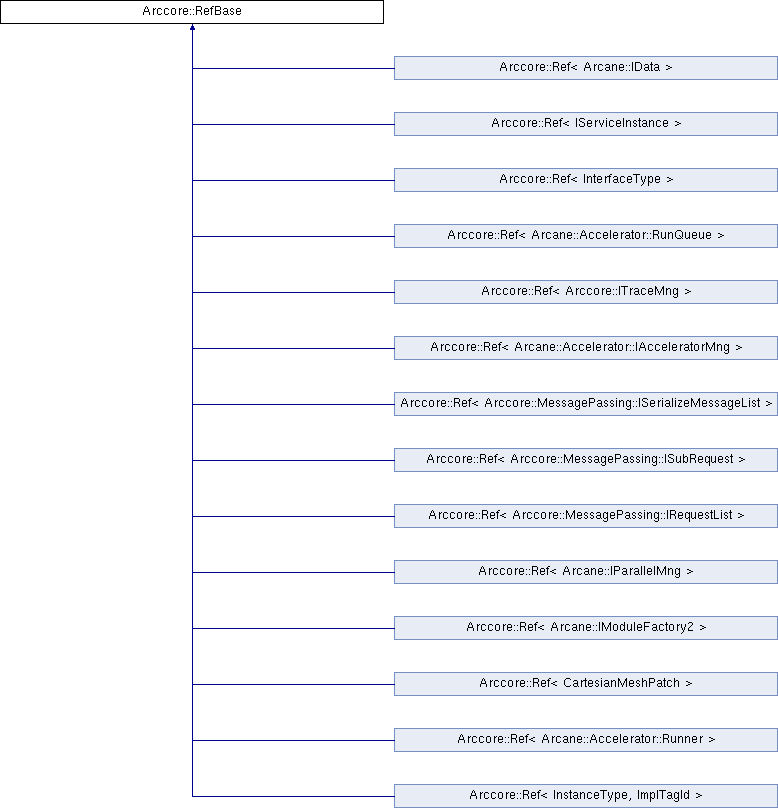 Arccore::RefBase
Arccore::Ref< Arcane::IData >
Arccore::Ref< IServiceInstance >
Arccore::Ref< InterfaceType >
Arccore::Ref< Arcane::Accelerator::RunQueue >
Arccore::Ref< Arccore::ITraceMng >
Arccore::Ref< Arcane::Accelerator::IAcceleratorMng >
Arccore::Ref< Arccore::MessagePassing::ISerializeMessageList >
Arccore::Ref< Arccore::MessagePassing::ISubRequest >
Arccore::Ref< Arccore::MessagePassing::IRequestList >
Arccore::Ref< Arcane::IParallelMng >
Arccore::Ref< Arcane::IModuleFactory2 >
Arccore::Ref< CartesianMeshPatch >
Arccore::Ref< Arcane::Accelerator::Runner >
Arccore::Ref< InstanceType, ImplTagId >